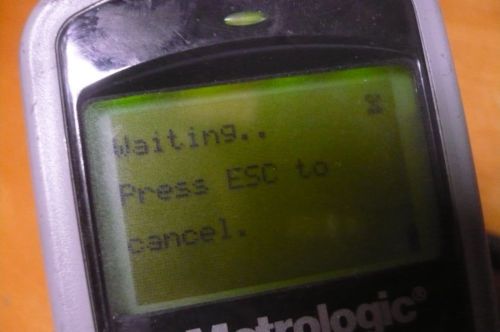 Waiting..
Press ESC to
cancel.
Metrologic®